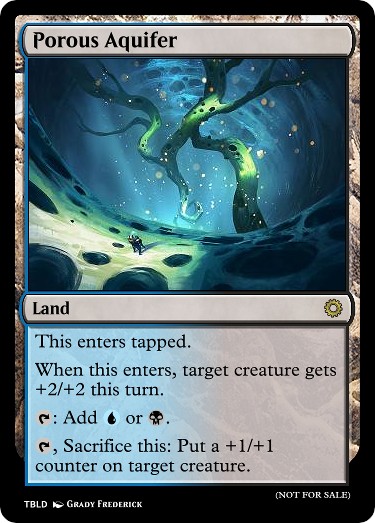 Porous Aquifer
Land
This enters tapped.
When this enters, target creature gets
+2/+2 this turn.
: Add or .
, Sacrifice this: Put a +1/+1
counter on target creature.
TBLD Grady Frederick
(NOT FOR SALE)